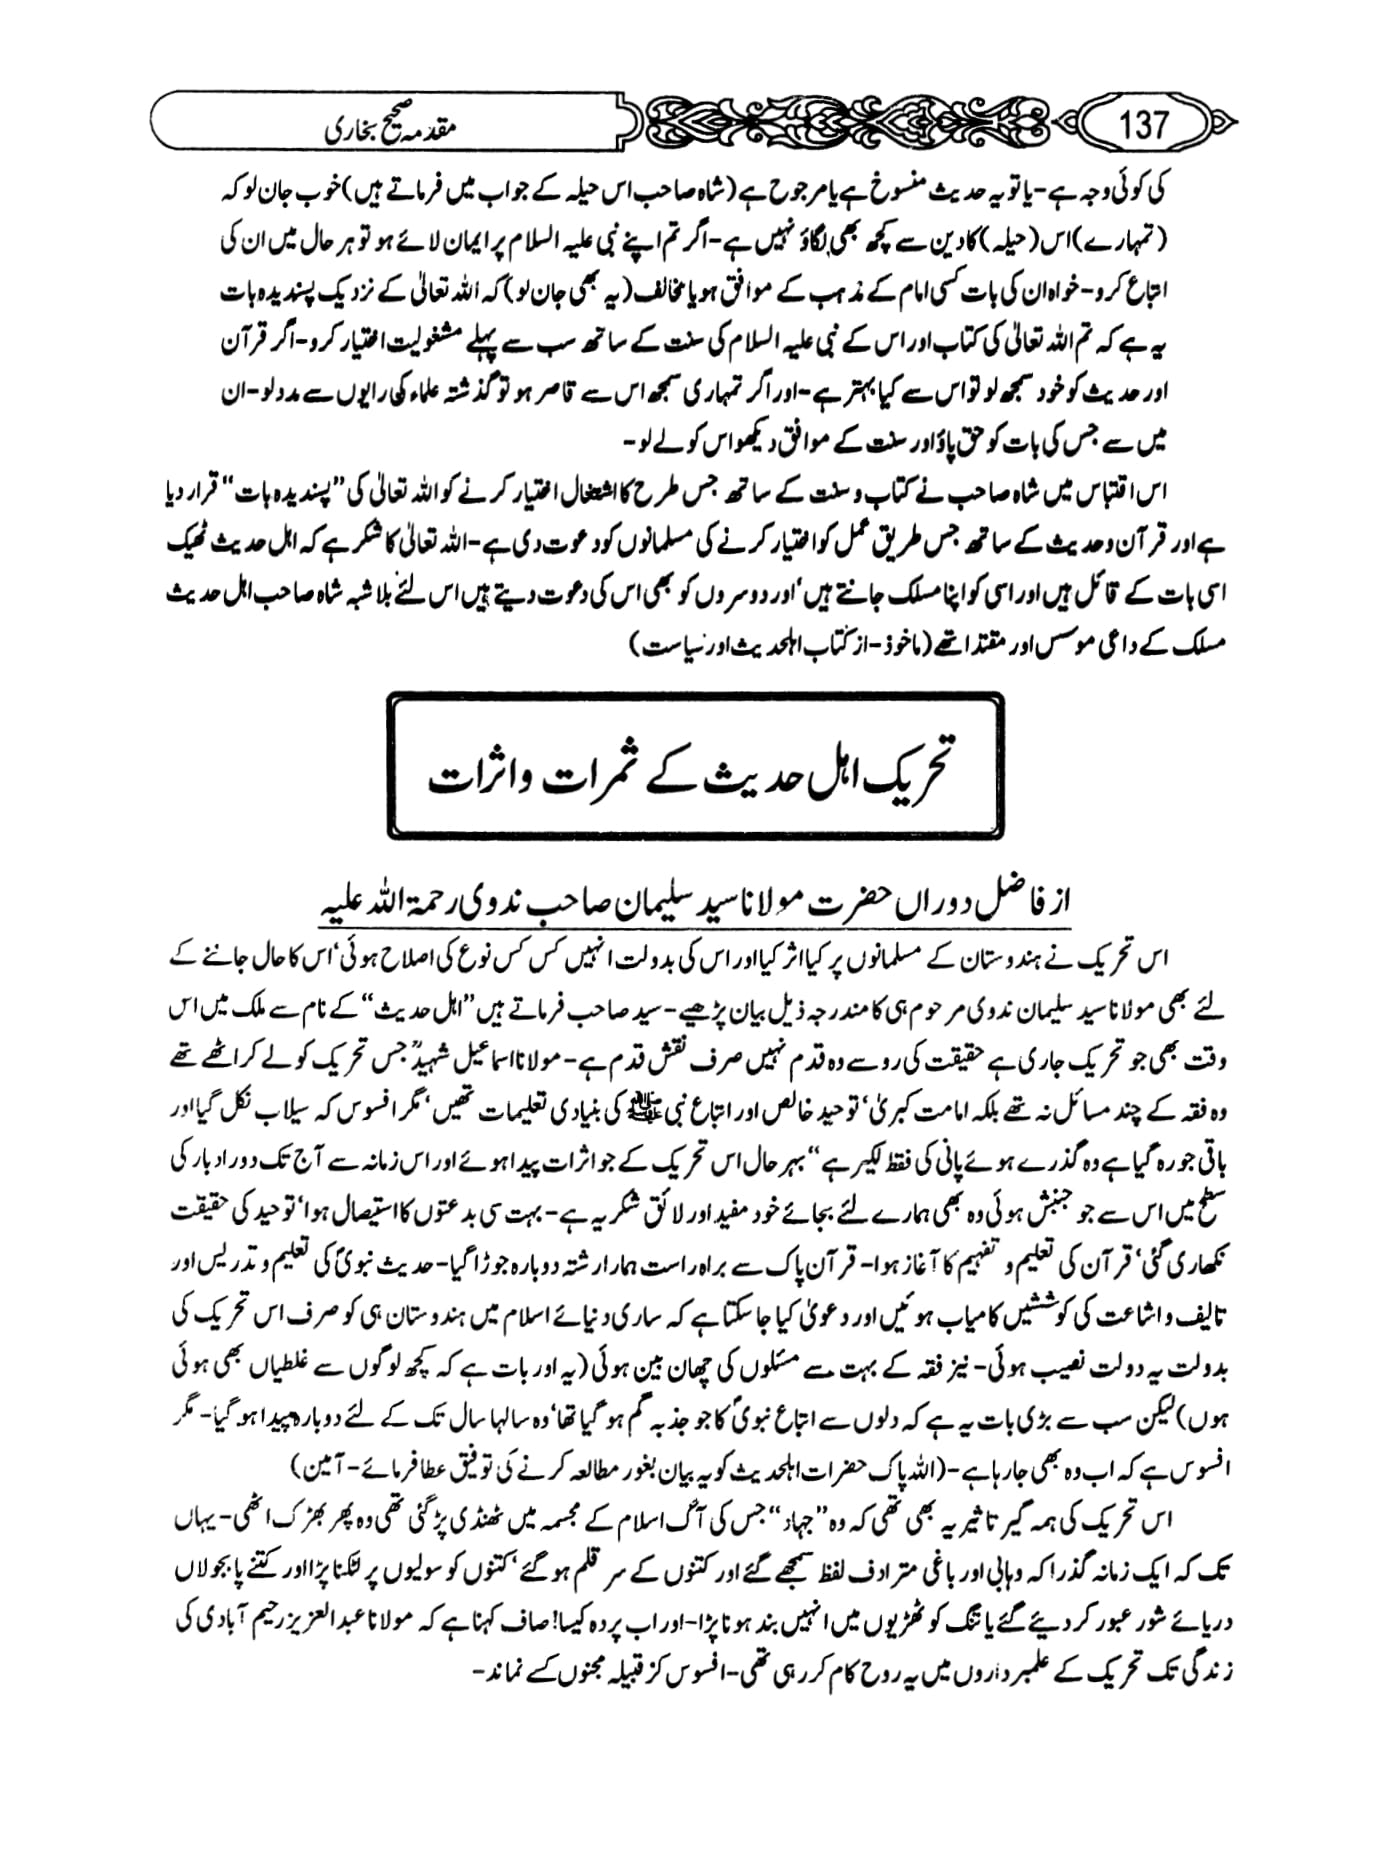 137
مقدمہ صحیح بخاری
کی کوئی وجہ ہے-یا تو یہ حدیث منسوخ ہے یا مرجوح ہے (شاہ صاحب اس حیلہ کے جواب میں فرماتے ہیں) خوب جان لو کہ
(تمہارے) اس (حیلہ) کا دین سے کچھ بھی لگاؤ نہیں ہے-اگر تم اپنے نبی علیہ السلام پر ایمان لائے ہو تو ہر حال میں ان کی
اتباع کرو-خواہ ان کی بات کسی امام کے مذہب کے موافق ہو یا مخالف (یہ بھی جان لو) کہ اللہ تعالیٰ کے نزدیک پسندیدہ بات
یہ ہے کہ تم اللہ تعالیٰ کی کتاب اور اس کے نبی علیہ السلام کی سنت کے ساتھ سب سے پہلے مشغولیت اختیار کرو-اگر قرآن
اور حدیث کو خود سمجھ لو تو اس سے کیا بہتر ہے-اور اگر تمہاری سمجھ اس سے قاصر ہو تو گذشتہ علماء کی رایوں سے مدد لو-ان
میں سے جس کی بات کو حق پاؤ اور سنت کے موافق دیکھو اس کو لے لو-
اس اقتباس میں شاہ صاحب نے کتاب و سنت کے ساتھ جس طرح کا اشتغال اختیار کرنے کو اللہ تعالیٰ کی ”پسندیدہ بات“ قرار دیا
ہے اور قرآن و حدیث کے ساتھ جس طریق عمل کو اختیار کرنے کی مسلمانوں کو دعوت دی ہے-اللہ تعالیٰ کا شکر ہے کہ اہل حدیث ٹھیک
اسی بات کے قائل ہیں اور اسی کو اپنا مسلک جانتے ہیں‘ اور دوسروں کو بھی اس کی دعوت دیتے ہیں اس لئے بلا شبہ شاہ صاحب اہل حدیث
مسلک کے داعی موسس اور مقتدا تھے (ماخوذ-از کتاب اہلحدیث اور سیاست)
تحریک اہل حدیث کے ثمرات و اثرات
از فاضل دوراں حضرت مولانا سید سلیمان صاحب ندوی رحمۃ اللہ علیہ
اس تحریک نے ہندوستان کے مسلمانوں پر کیا اثر کیا اور اس کی بدولت انہیں کس کس نوع کی اصلاح ہوئی‘ اس کا حال جاننے کے
لئے بھی مولانا سید سلیمان ندوی مرحوم ہی کا مندرجہ ذیل بیان پڑھیے-سید صاحب فرماتے ہیں ”اہل حدیث“ کے نام سے ملک میں اس
وقت بھی جو تحریک جاری ہے حقیقت کی رو سے وہ قدم نہیں صرف نقش قدم ہے-مولانا اسماعیل شہیدؒ جس تحریک کو لے کر اٹھے تھے
وہ فقہ کے چند مسائل نہ تھے بلکہ امامت کبریٰ‘ توحید خالص اور اتباع نبی ﷺ کی بنیادی تعلیمات تھیں‘ مگر افسوس کہ سیلاب نکل گیا اور
باقی جو رہ گیا ہے وہ گذرے ہوئے پانی کی فقط لکیر ہے“ بہر حال اس تحریک کے جو اثرات پیدا ہوئے اور اس زمانہ سے آج تک دور ادبار کی
سطح میں اس سے جو جنبش ہوئی وہ بھی ہمارے لئے بجائے خود مفید اور لائق شکریہ ہے-بہت سی بدعتوں کا استیصال ہوا‘ توحید کی حقیقت
نکھاری گئی‘ قرآن کی تعلیم و تفہیم کا آغاز ہوا-قرآن پاک سے براہ راست ہمارا رشتہ دوبارہ جوڑا گیا-حدیث نبویؐ کی تعلیم و تدریس اور
تالیف و اشاعت کی کوششیں کامیاب ہوئیں اور دعویٰ کیا جا سکتا ہے کہ ساری دنیائے اسلام میں ہندوستان ہی کو صرف اس تحریک کی
بدولت یہ دولت نصیب ہوئی-نیز فقہ کے بہت سے مسئلوں کی چھان بین ہوئی (یہ اور بات ہے کہ کچھ لوگوں سے غلطیاں بھی ہوئی
ہوں) لیکن سب سے بڑی بات یہ ہے کہ دلوں سے اتباع نبویؐ کا جو جذبہ گم ہو گیا تھا‘ وہ سالہا سال تک کے لئے دوبارہ پیدا ہو گیا-مگر
افسوس ہے کہ اب وہ بھی جا رہا ہے-(اللہ پاک حضرات اہلحدیث کو یہ بیان بغور مطالعہ کرنے کی توفیق عطا فرمائے-آمین)
اس تحریک کی ہمہ گیر تاثیر یہ بھی تھی کہ وہ ”جہاد“ جس کی آگ اسلام کے مجسمہ میں ٹھنڈی پڑ گئی تھی وہ پھر بھڑک اٹھی-یہاں
تک کہ ایک زمانہ گذرا کہ وہابی اور باغی مترادف لفظ سمجھے گئے اور کتنوں کے سر قلم ہو گئے‘ کتنوں کو سولیوں پر لٹکنا پڑا اور کتنے پابجولاں
دریائے شور عبور کر دیئے گئے یا تنگ کوٹھڑیوں میں انہیں بند ہونا پڑا-اور اب پردہ کیسا! صاف کہنا ہے کہ مولانا عبدالعزیز رحیم آبادی کی
زندگی تک تحریک کے علمبرداروں میں یہ روح کام کر رہی تھی-افسوس کز قبیلہ مجنوں کسے نماند-